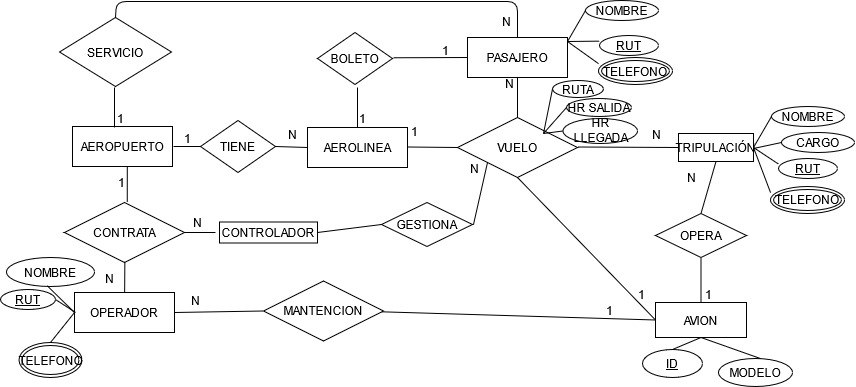 NOMBRE
N
SERVICIO
BOLETO
1
PASAJERO
RUT
TELEFONO
N
RUTA
HR SALIDA
HR
LLEGADA
1
1
AEROPUERTO
1
TIENE
N
AEROLINEA
1
VUELO
N
TRIPULACIÓN
NOMBRE
CARGO
RUT
TELEFONO
1
N
N
CONTRATA
N
CONTROLADOR
GESTIONA
OPERA
N
NOMBRE
RUT
OPERADOR
TELEFONO
N
MANTENCION
1
1
1
AVION
ID
MODELO